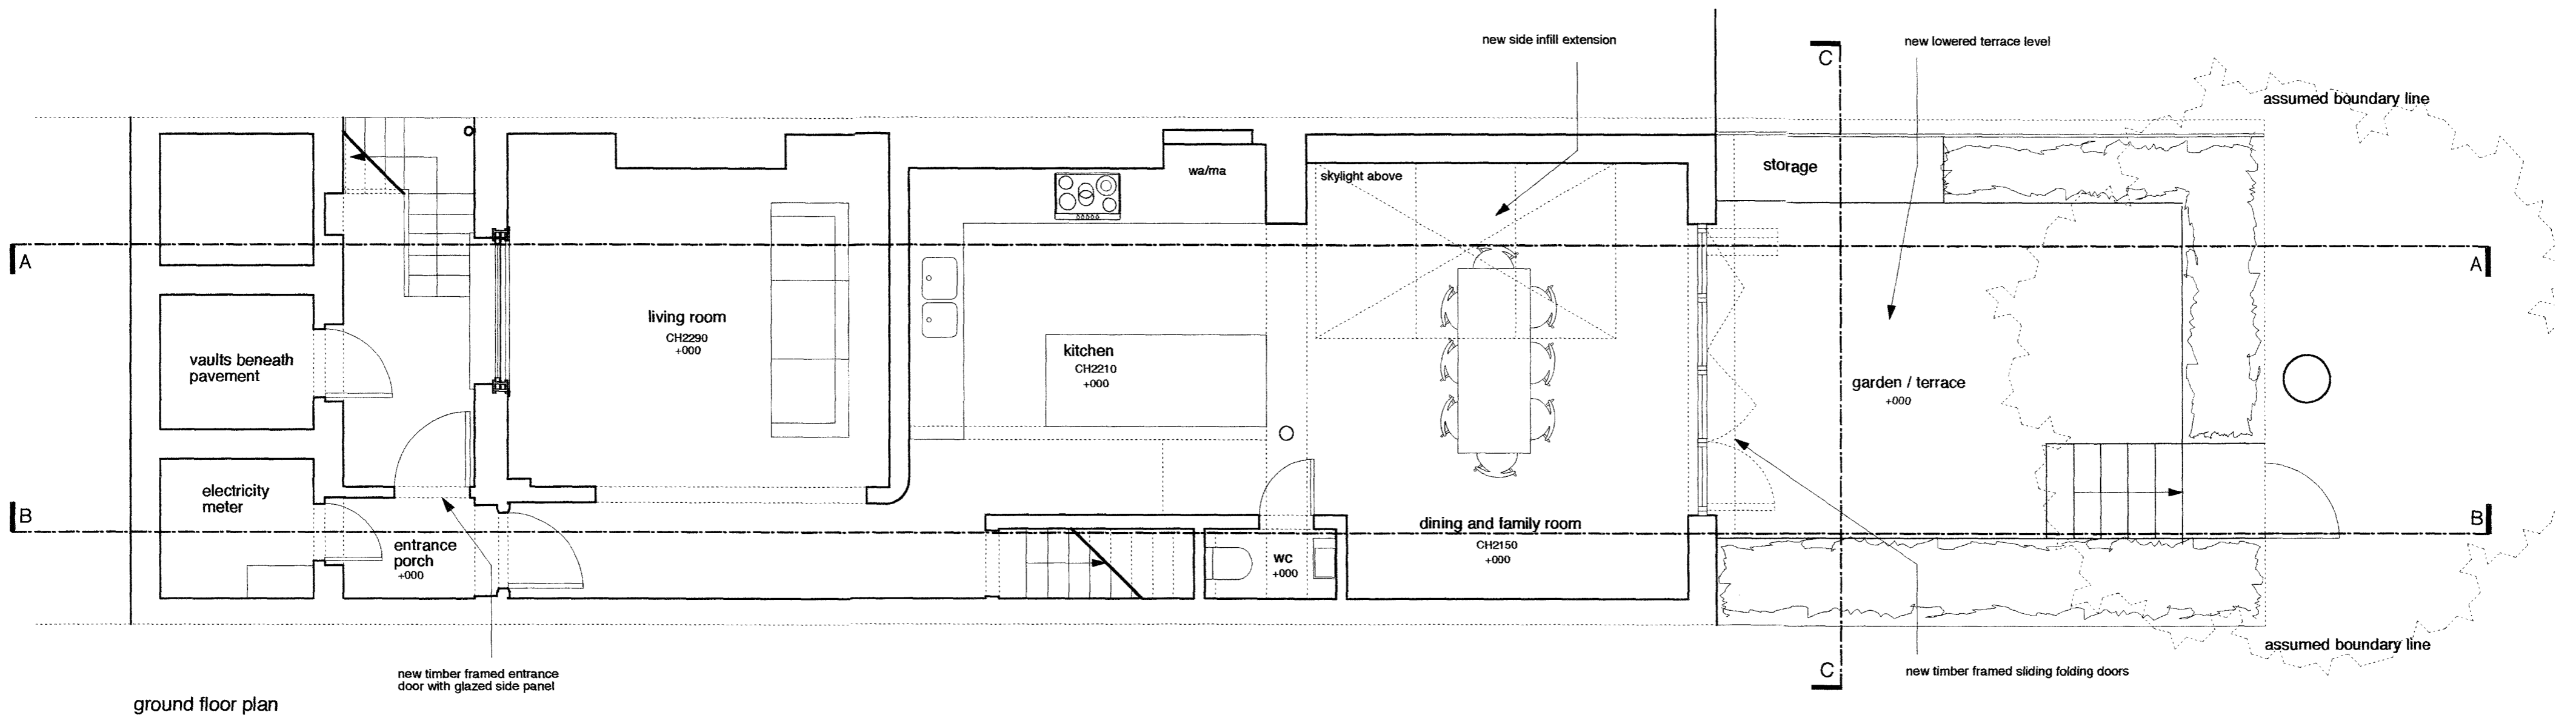 new side infill extension
C
new lowered terrace level
assumed boundary line
storage
wa/ma
skylight above
A
A
living room
CH2290
+000
kitchen
CH2210
+000
vaults beneath
pavement
garden / terrace
+000
electricity
meter
B
B
entrance
porch
+000
wc
+000
dining and family room
CH2150
+000
assumed boundary line
C
new timber framed entrance
door with glazed side panel
new timber framed sliding folding doors
ground floor plan